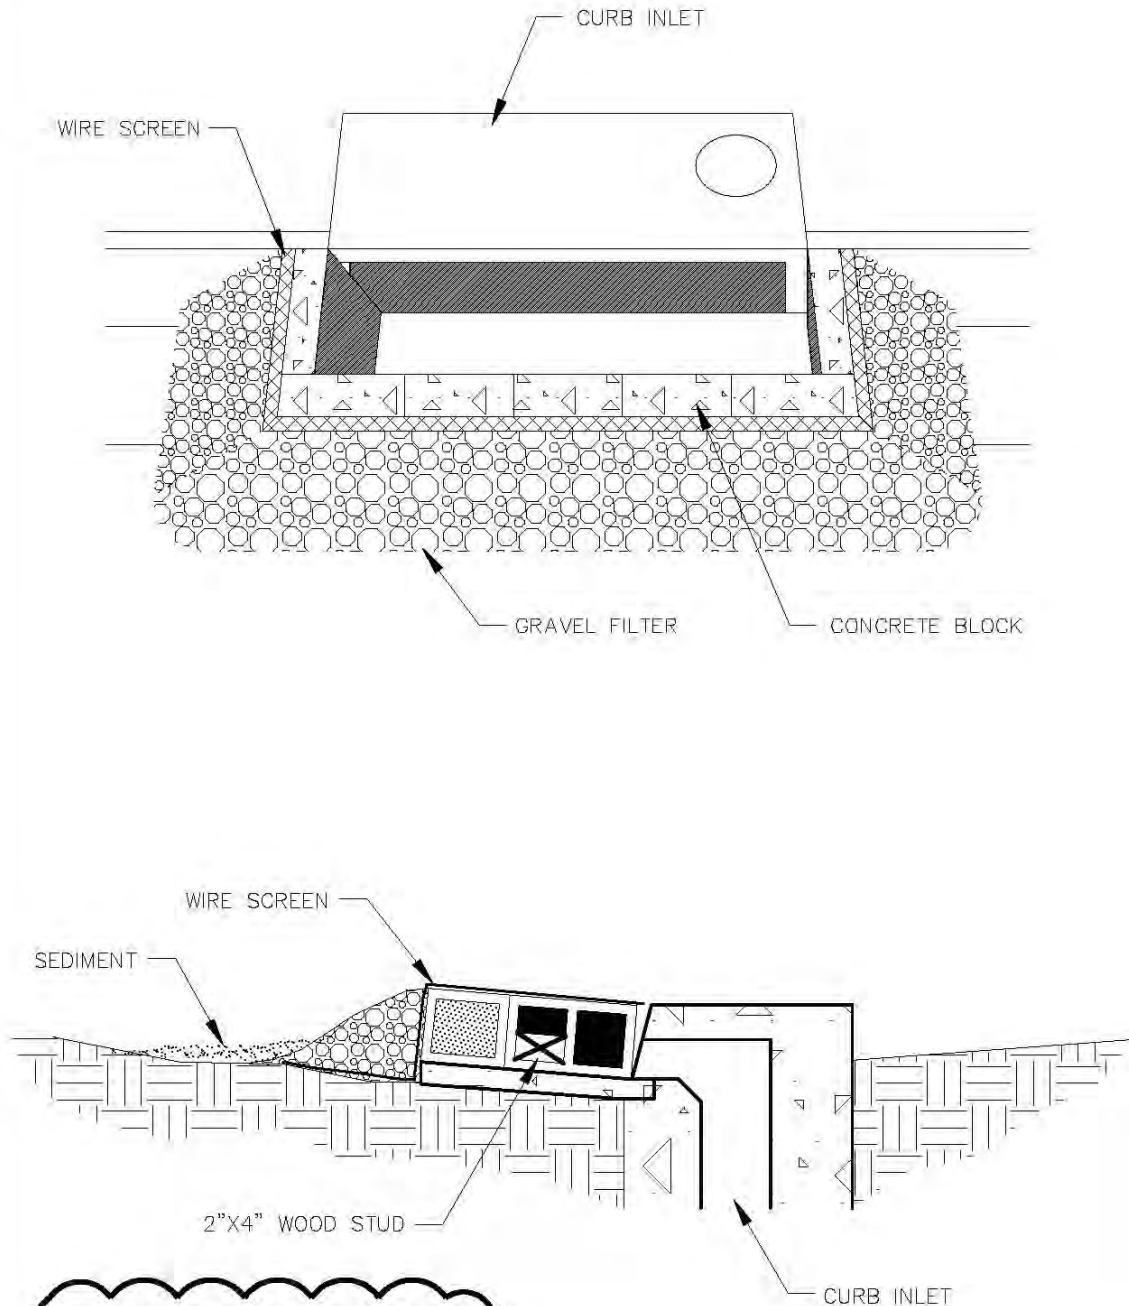 CURB INLET
WIRE SCREEN
GRAVEL FILTER
CONCRETE BLOCK
WIRE SCREEN
SEDIMENT
2"X4" WOOD STUD
CURB INLET